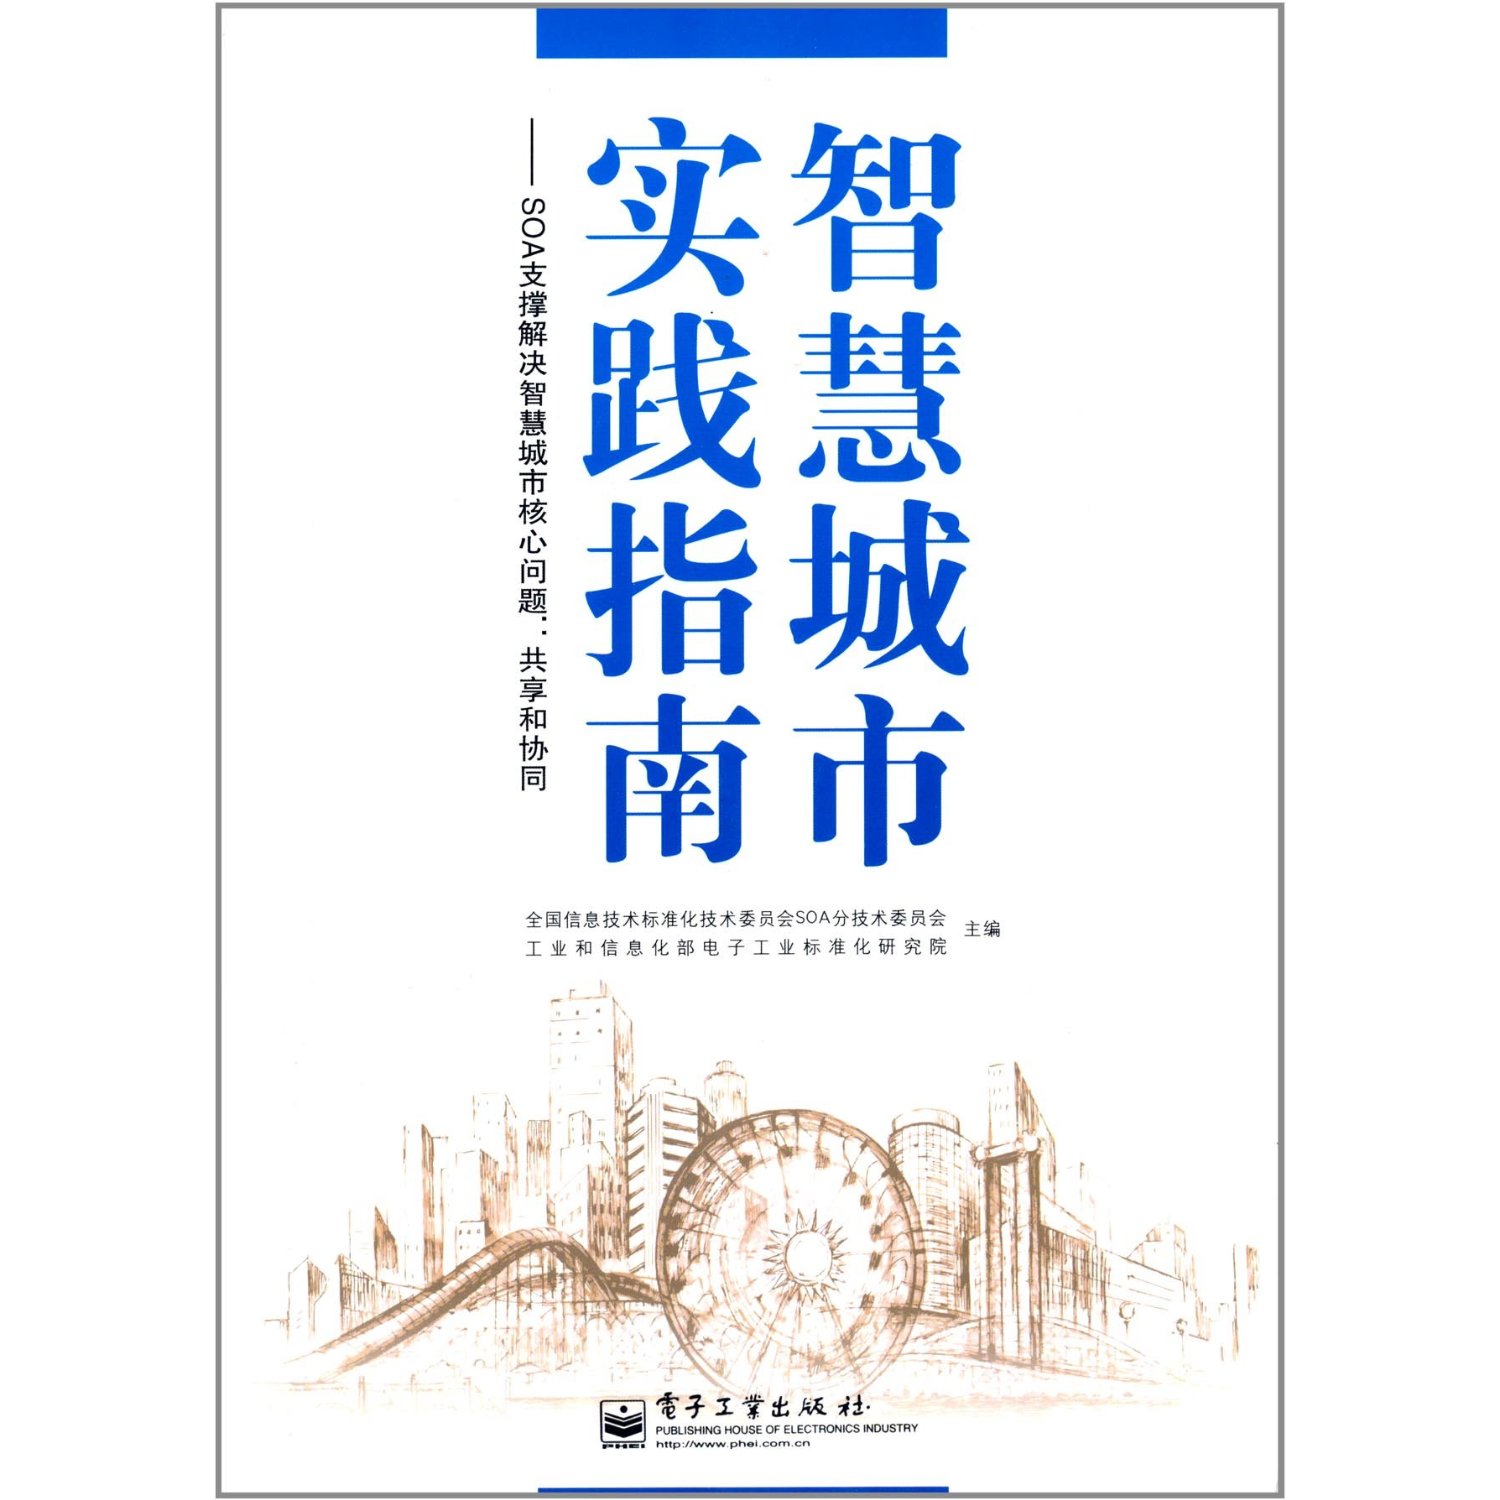 智慧城市
实践指南
——SOA支撑解决智慧城市核心问题：共享和协同
全国信息技术标准化技术委员会SOA分技术委员会
工业和信息化部电子工业标准化研究院
主编
電子工業出版社
PUBLISHING HOUSE OF ELECTRONICS INDUSTRY
http://www.phei.com.cn
PHEI